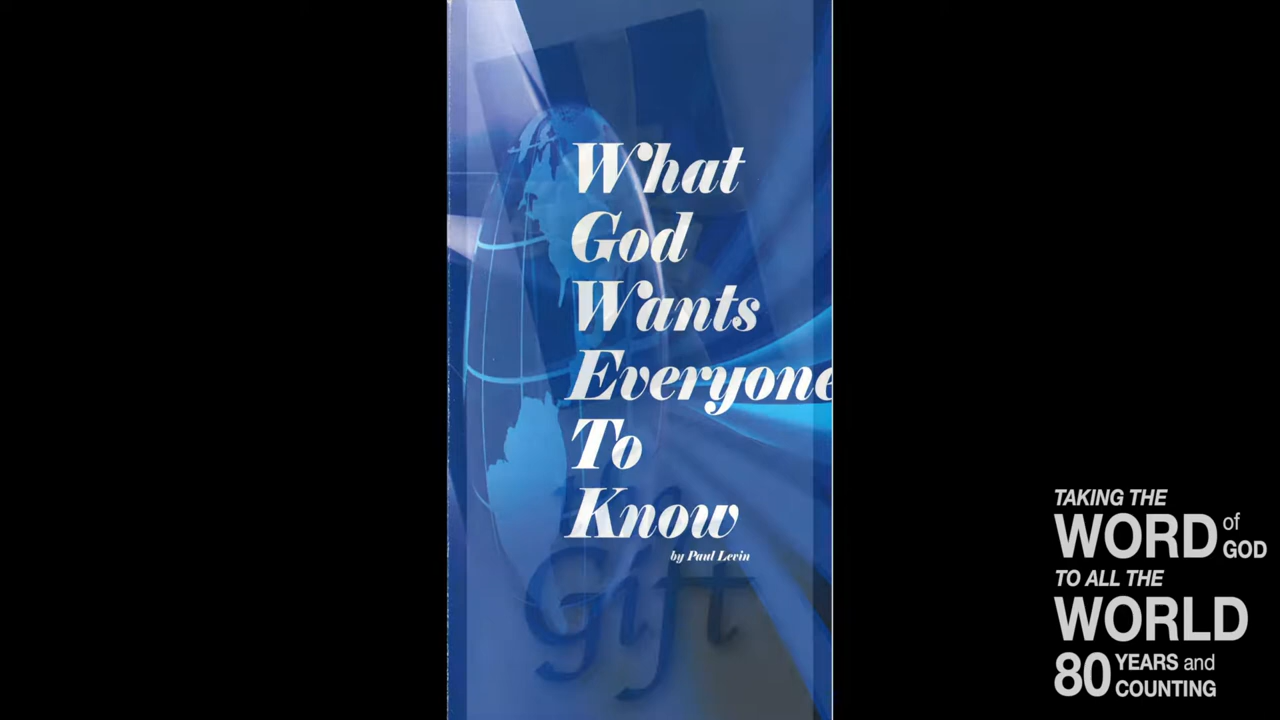 What
God
Wants
Everyone
To
Know
by Paul Levin
Gift
TAKING THE
WORD of GOD
TO ALL THE
WORLD
80 YEARS and COUNTING